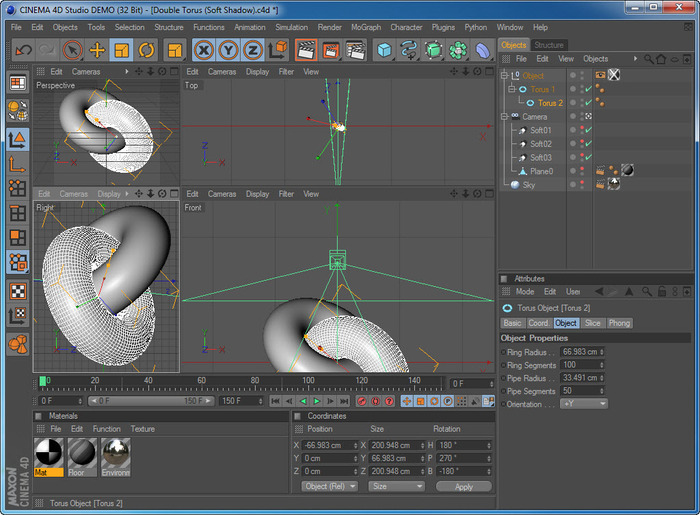 CINEMA 4D Studio DEMO (32 Bit) - [Double Torus (Soft Shadow).c4d *]
File Edit Objects Tools Selection Structure Functions Animation Simulation Render MoGraph Character Plugins Python Window Help
Objects Structure
File Edit View Objects
Edit Cameras
Perspective
Edit Cameras Display Filter View
Top
Object
Torus 1
Torus 2
Camera
Soft01
Soft02
Soft03
Plane0
Sky
Edit Cameras Display
Right
Edit Cameras Display Filter View
Front
Attributes
Mode Edit User
Torus Object [Torus 2]
Basic Coord. Object Slice Phong
Object Properties
Ring Radius . . 66.983 cm
Ring Segments 100
Pipe Radius . . 33.491 cm
Pipe Segments 50
Orientation . . +Y
0 20 40 60 80 100 120 140 0 F
0 F 0 F 150 F 150 F
Materials
File Edit Function Texture
Mat Floor Environ
Coordinates
Position Size Rotation
X -66.983 cm X 200.948 cm H 180 °
Y 0 cm Y 66.983 cm P 270 °
Z 0 cm Z 200.948 cm B -180 °
Object (Rel) Size Apply
MAXON CINEMA 4D
Torus Object [Torus 2]